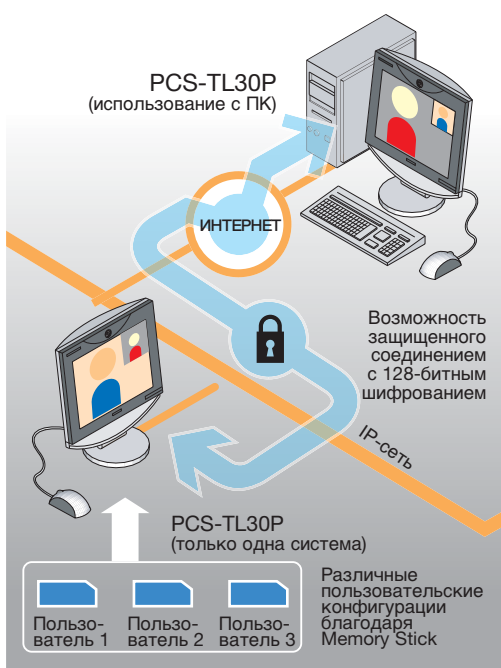 PCS-TL30P
(использование с ПК)
ИНТЕРНЕТ
Возможность
защищенного
соединением
с 128-битным
шифрованием
IP-сеть
PCS-TL30P
(только одна система)
Различные
пользовательские
конфигурации
благодаря
Memory Stick
Пользо-
ватель 1
Пользо-
ватель 2
Пользо-
ватель 3